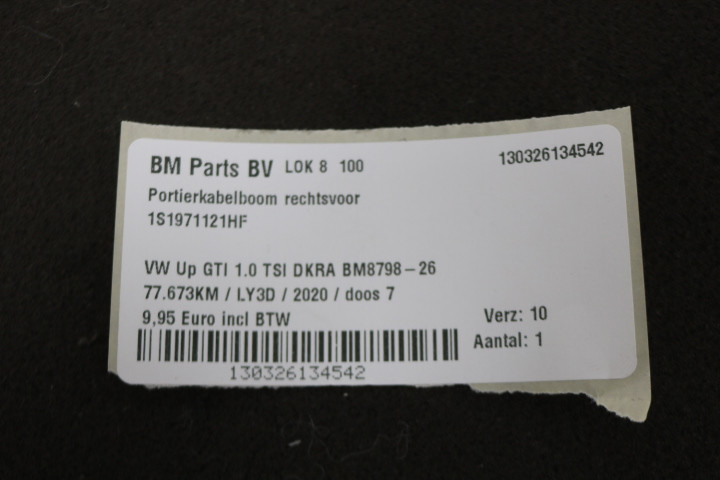 BM Parts BV LOK 8 100 130326134542
Portierkabelboom rechtsvoor
1S1971121HF
VW Up GTI 1.0 TSI DKRA BM8798-26
77.673KM / LY3D / 2020 / doos 7
9,95 Euro incl BTW Verz: 10
Aantal: 1
130326134542